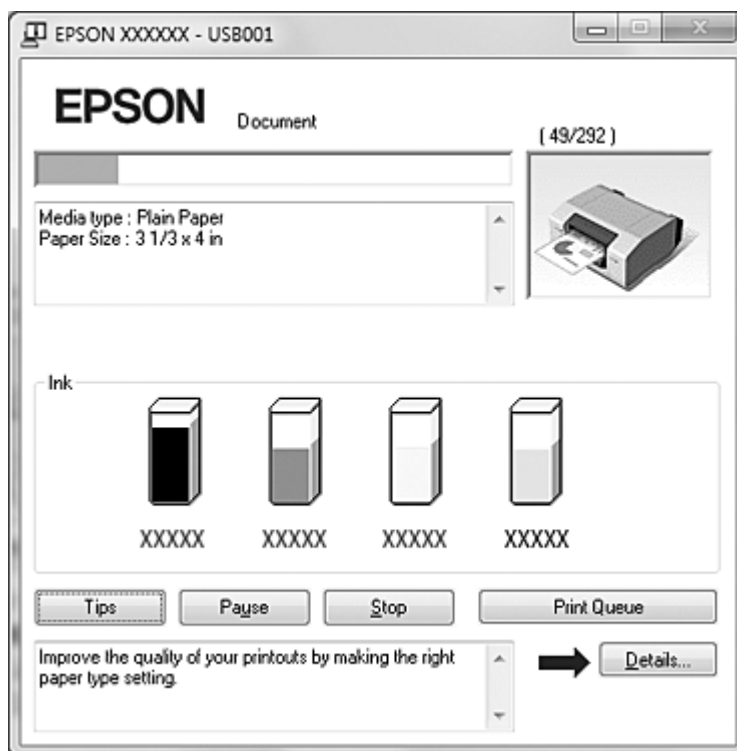 EPSON XXXXXX - USB001
EPSON Document
( 49/292 )
Media type : Plain Paper
Paper Size : 3 1/3 x 4 in
Ink
XXXXX XXXXX XXXXX XXXXX
Tips Pause Stop Print Queue
Improve the quality of your printouts by making the right
paper type setting.
Details...